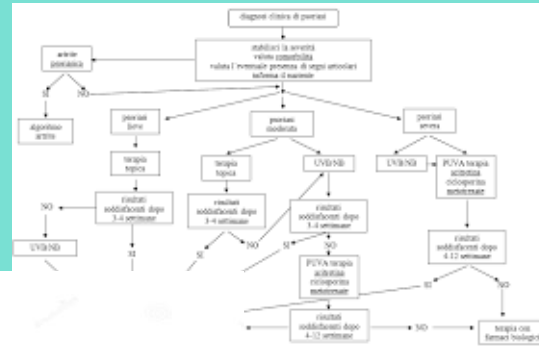 diagnosi clinica di psoriasi
stabilisci la severità
valuta comorbilità
valuta l'eventuale presenza di segni articolari
informa il paziente
artrite
psoriasica
SI
NO
algoritmo
artrite
psoriasi
lieve
psoriasi
moderata
psoriasi
severa
terapia
topica
terapia
topica
UVB/NB
UVB/NB
PUVA terapia
acitretina
ciclosporina
metotrexate
NO
risultati
soddisfacenti dopo
3-4 settimane
risultati
soddisfacenti dopo
3-4 settimane
risultati
soddisfacenti dopo
3-4 settimane
UVB/NB
SI
SI
NO
SI
NO
risultati
soddisfacenti dopo
4-12 settimane
PUVA terapia
acitretina
ciclosporina
metotrexate
SI
NO
risultati
soddisfacenti dopo
4-12 settimane
NO
terapia con
farmaci biologici